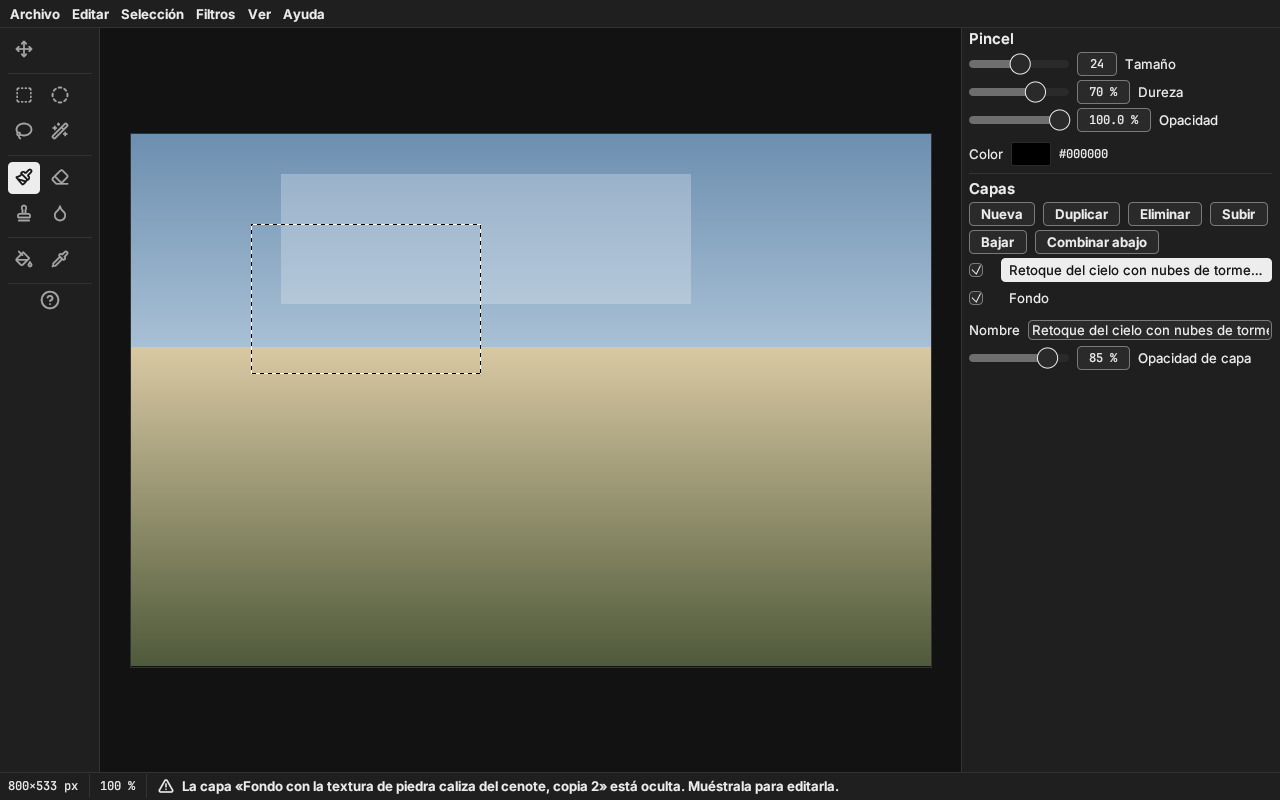 Archivo Editar Selección Filtros Ver Ayuda
Pincel
24 Tamaño
70 % Dureza
100.0 % Opacidad
Color #000000
Capas
Nueva Duplicar Eliminar Subir
Bajar Combinar abajo
Retoque del cielo con nubes de torme...
Fondo
Nombre Retoque del cielo con nubes de torme
85 % Opacidad de capa
800×533 px 100 % La capa «Fondo con la textura de piedra caliza del cenote, copia 2» está oculta. Muéstrala para editarla.